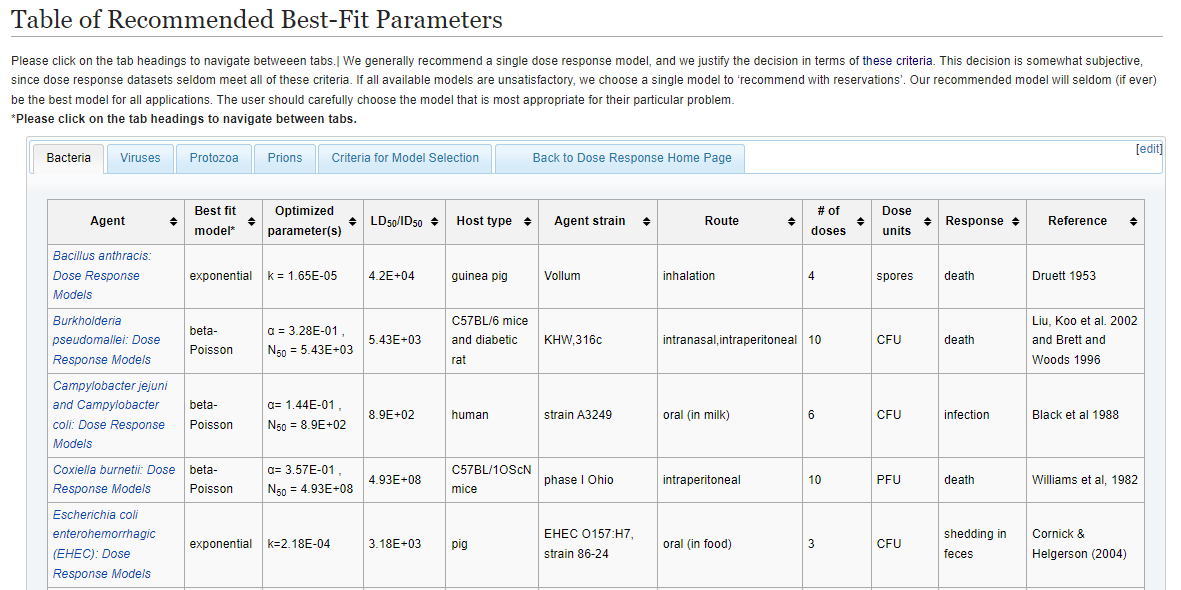 Table of Recommended Best-Fit Parameters
Please click on the tab headings to navigate betweeen tabs.| We generally recommend a single dose response model, and we justify the decision in terms of these criteria. This decision is somewhat subjective,
since dose response datasets seldom meet all of these criteria. If all available models are unsatisfactory, we choose a single model to 'recommend with reservations'. Our recommended model will seldom (if ever)
be the best model for all applications. The user should carefully choose the model that is most appropriate for their particular problem.
*Please click on the tab headings to navigate between tabs.
[edit]
Bacteria Viruses Protozoa Prions Criteria for Model Selection Back to Dose Response Home Page
Agent Best fit model* Optimized parameter(s) LD50/ID50 Host type Agent strain Route # of doses Dose units Response Reference
Bacillus anthracis: Dose Response Models exponential k = 1.65E-05 4.2E+04 guinea pig Vollum inhalation 4 spores death Druett 1953
Burkholderia pseudomallei: Dose Response Models beta-Poisson α = 3.28E-01 , N50 = 5.43E+03 5.43E+03 C57BL/6 mice and diabetic rat KHW,316c intranasal,intraperitoneal 10 CFU death Liu, Koo et al. 2002 and Brett and Woods 1996
Campylobacter jejuni and Campylobacter coli: Dose Response Models beta-Poisson α= 1.44E-01 , N50 = 8.9E+02 8.9E+02 human strain A3249 oral (in milk) 6 CFU infection Black et al 1988
Coxiella burnetii: Dose Response Models beta-Poisson α= 3.57E-01 , N50 = 4.93E+08 4.93E+08 C57BL/1OScN mice phase I Ohio intraperitoneal 10 PFU death Williams et al, 1982
Escherichia coli enterohemorrhagic (EHEC): Dose Response Models exponential k=2.18E-04 3.18E+03 pig EHEC O157:H7, strain 86-24 oral (in food) 3 CFU shedding in feces Cornick & Helgerson (2004)